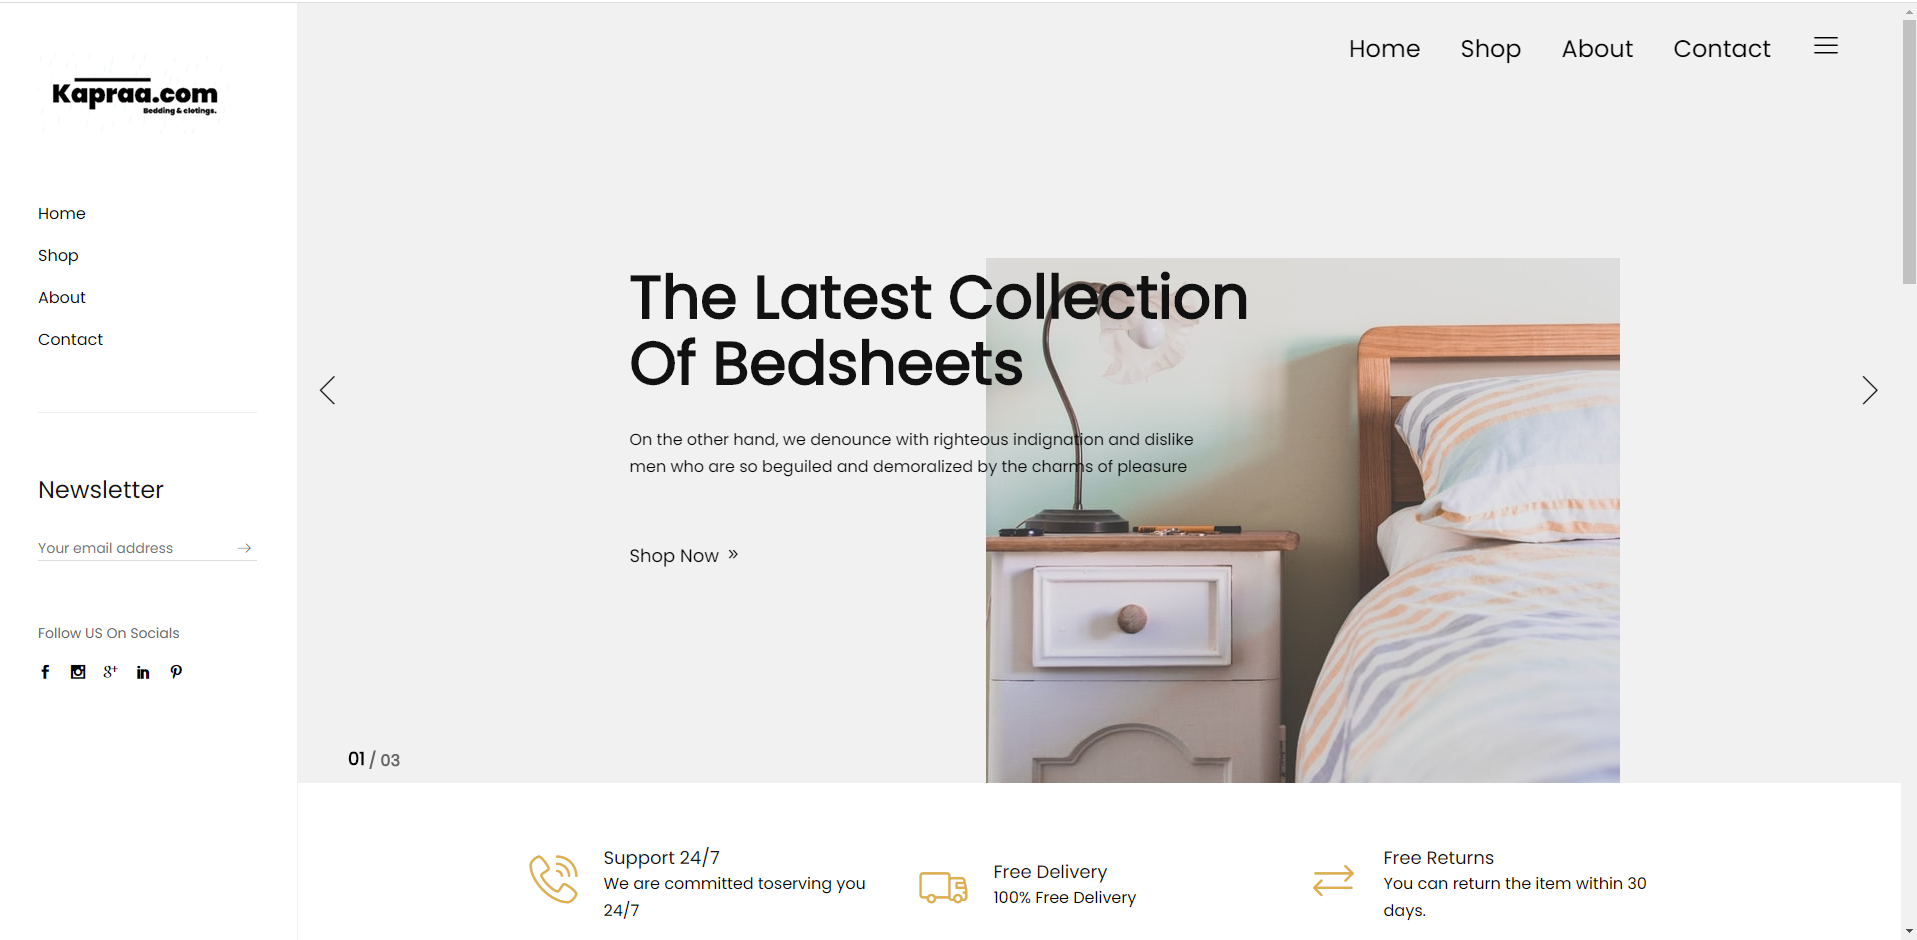 Kapraa.com
Bedding & clotings.
Home
Shop
About
Contact
Newsletter
Your email address
Follow US On Socials
Home Shop About Contact
The Latest Collection
Of Bedsheets
On the other hand, we denounce with righteous indignation and dislike
men who are so beguiled and demoralized by the charms of pleasure
Shop Now »
01 / 03
Support 24/7
We are committed toserving you
24/7
Free Delivery
100% Free Delivery
Free Returns
You can return the item within 30
days.